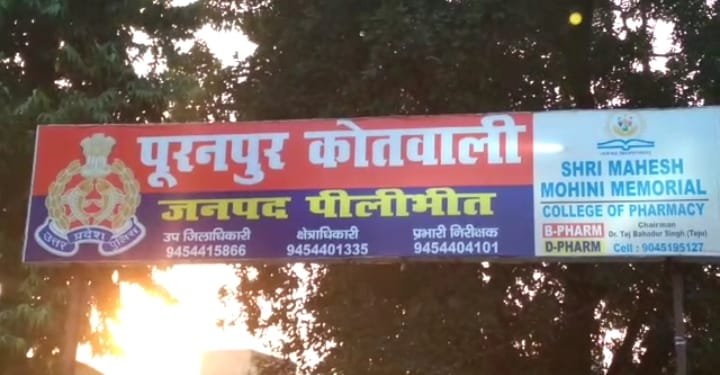 पूरनपुर कोतवाली
जनपद पीलीभीत
उप जिलाधिकारी
9454415866
क्षेत्राधिकारी
9454401335
प्रभारी निरीक्षक
9454404101
उत्तर प्रदेश पुलिस
SHRI MAHESH
MOHINI MEMORIAL
COLLEGE OF PHARMACY
B-PHARM
D-PHARM
Chairman
Dr. Tej Bahadur Singh (Teju)
Cell : 9045195127